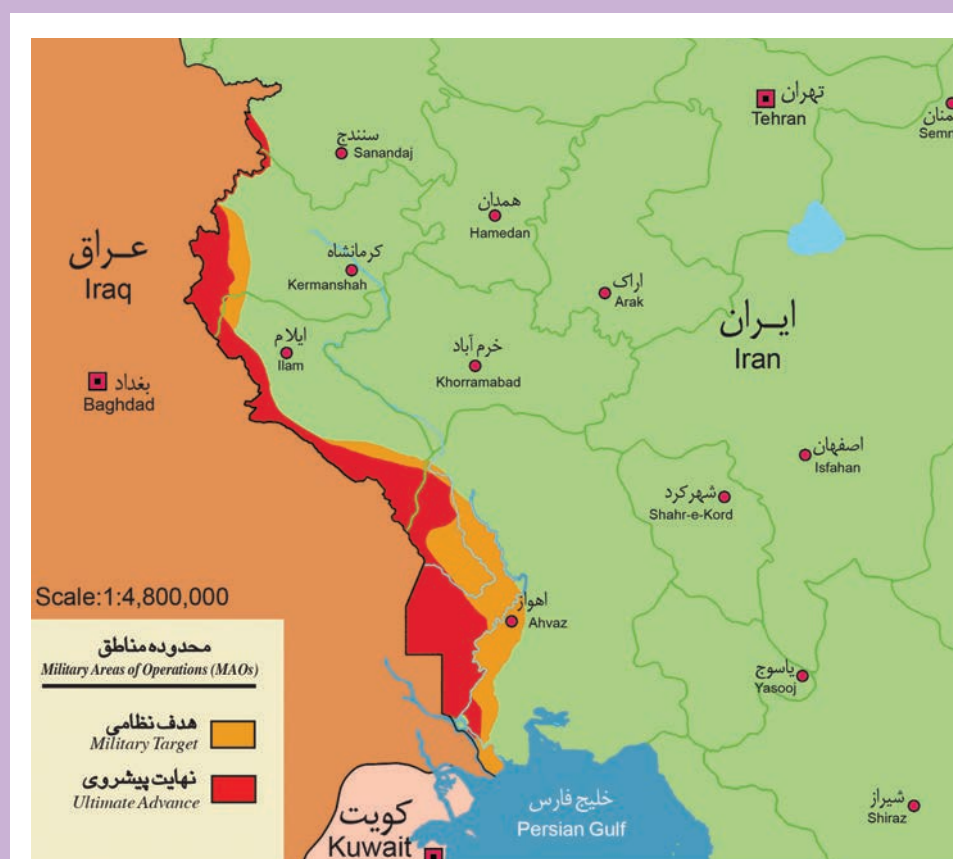 تهران
Tehran
منان
Semn
سنندج
Sanandaj
همدان
Hamedan
عـراق
Iraq
کرمانشاه
Kermanshah
اراک
Arak
ایـران
Iran
ایلام
Ilam
خرم آباد
Khorramabad
بغداد
Baghdad
اصفهان
Isfahan
شهرکرد
Shahr-e-Kord
Scale:1:4,800,000
اهواز
Ahvaz
محدوده مناطق
Military Areas of Operations (MAOs)
هدف نظامی
Military Target
نهایت پیشروی
Ultimate Advance
یاسوج
Yasooj
خلیج فارس
Persian Gulf
کویت
Kuwait
شیراز
Shiraz